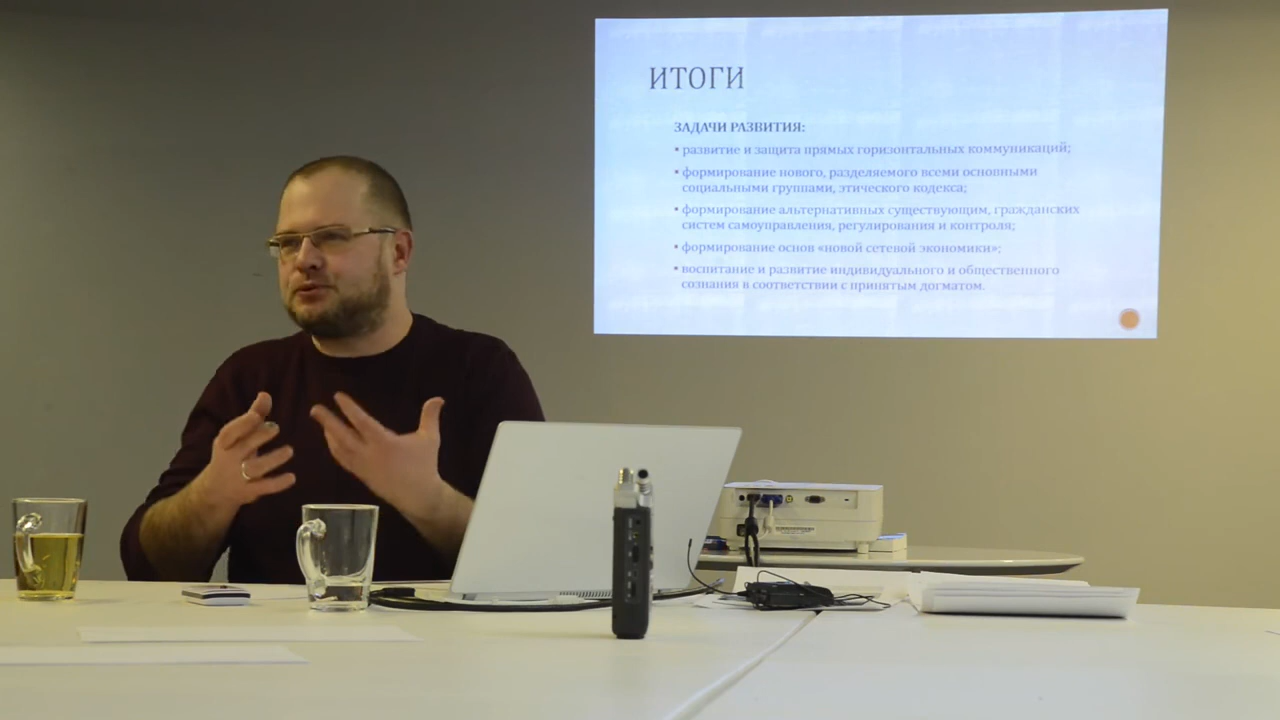 ИТОГИ
ЗАДАЧИ РАЗВИТИЯ:
▪ развитие и защита прямых горизонтальных коммуникаций;
▪ формирование нового, разделяемого всеми основными
социальными группами, этического кодекса;
▪ формирование альтернативных существующим, гражданских
систем самоуправления, регулирования и контроля;
▪ формирование основ «новой сетевой экономики»;
▪ воспитание и развитие индивидуального и общественного
сознания в соответствии с принятым догматом.